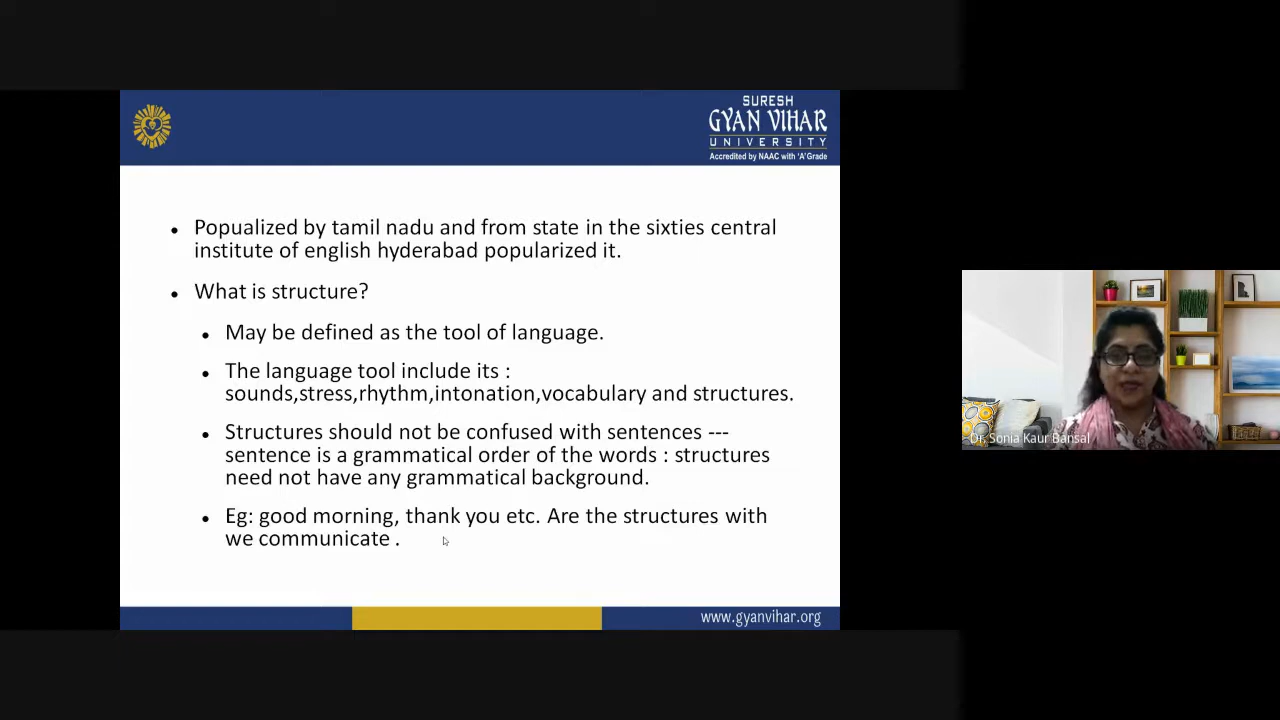 SURESH
GYAN VIHAR
UNIVERSITY
Accredited by NAAC with 'A'Grade
• Popualized by tamil nadu and from state in the sixties central
institute of english hyderabad popularized it.
• What is structure?
• May be defined as the tool of language.
• The language tool include its :
sounds,stress,rhythm,intonation,vocabulary and structures.
• Structures should not be confused with sentences ---
sentence is a grammatical order of the words : structures
need not have any grammatical background.
• Eg: good morning, thank you etc. Are the structures with
we communicate .
www.gyanvihar.org
Dr. Sonia Kaur Bansal